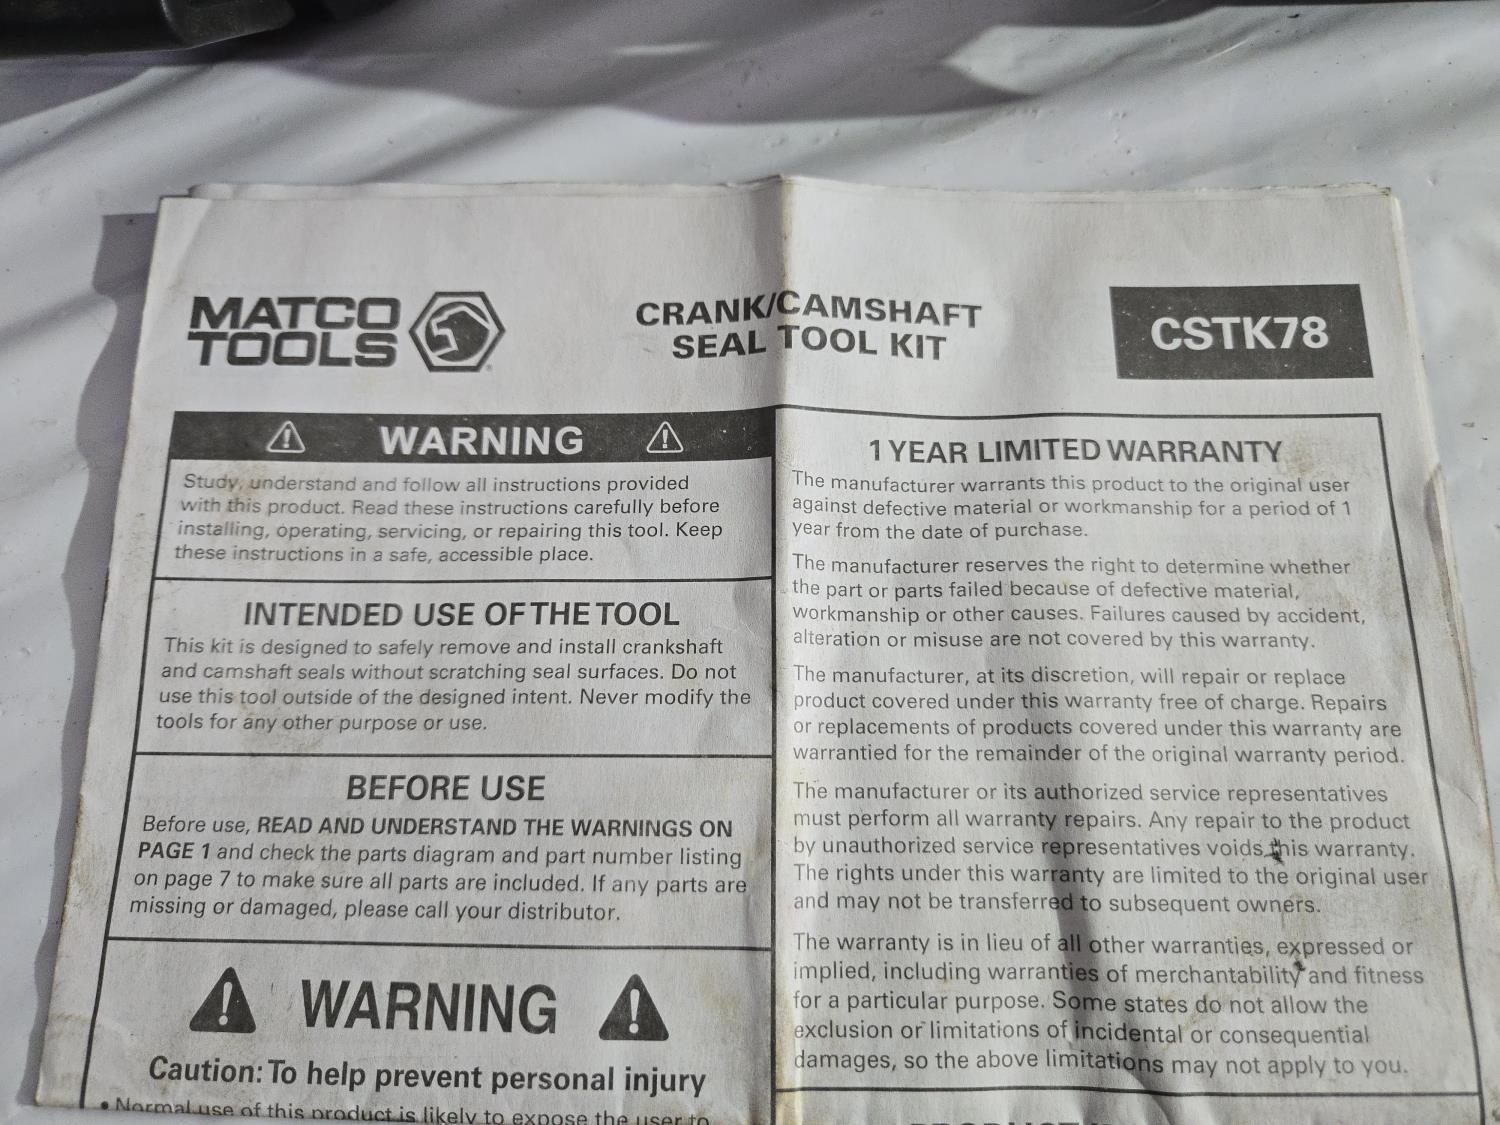 MATCO
TOOLS
CRANK/CAMSHAFT
SEAL TOOL KIT
CSTK78
WARNING
Study, understand and follow all instructions provided
with this product. Read these instructions carefully before
installing, operating, servicing, or repairing this tool. Keep
these instructions in a safe, accessible place.
INTENDED USE OF THE TOOL
This kit is designed to safely remove and install crankshaft
and camshaft seals without scratching seal surfaces. Do not
use this tool outside of the designed intent. Never modify the
tools for any other purpose or use.
BEFORE USE
Before use, READ AND UNDERSTAND THE WARNINGS ON
PAGE 1 and check the parts diagram and part number listing
on page 7 to make sure all parts are included. If any parts are
missing or damaged, please call your distributor.
WARNING
Caution: To help prevent personal injury
• Normal use of this product is likely to expose the user to
1 YEAR LIMITED WARRANTY
The manufacturer warrants this product to the original user
against defective material or workmanship for a period of 1
year from the date of purchase.
The manufacturer reserves the right to determine whether
the part or parts failed because of defective material,
workmanship or other causes. Failures caused by accident,
alteration or misuse are not covered by this warranty.
The manufacturer, at its discretion, will repair or replace
product covered under this warranty free of charge. Repairs
or replacements of products covered under this warranty are
warrantied for the remainder of the original warranty period.
The manufacturer or its authorized service representatives
must perform all warranty repairs. Any repair to the product
by unauthorized service representatives voids this warranty.
The rights under this warranty are limited to the original user
and may not be transferred to subsequent owners.
The warranty is in lieu of all other warranties, expressed or
implied, including warranties of merchantability and fitness
for a particular purpose. Some states do not allow the
exclusion or limitations of incidental or consequential
damages, so the above limitations may not apply to you.